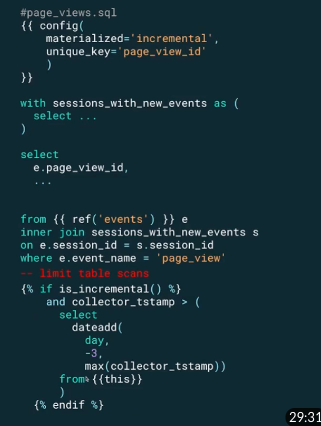 #page_views.sql
{{ config(
    materialized='incremental',
    unique_key='page_view_id'
    )
}}
with sessions_with_new_events as (
  select ...
)
select
  e.page_view_id,
  ...
from {{ ref('events') }} e
inner join sessions_with_new_events s
on e.session_id = s.session_id
where e.event_name = 'page_view'
-- limit table scans
{% if is_incremental() %}
    and collector_tstamp > (
      select
        dateadd(
          day,
          -3,
          max(collector_tstamp))
      from {{this}}
      )
  {% endif %}
29:31